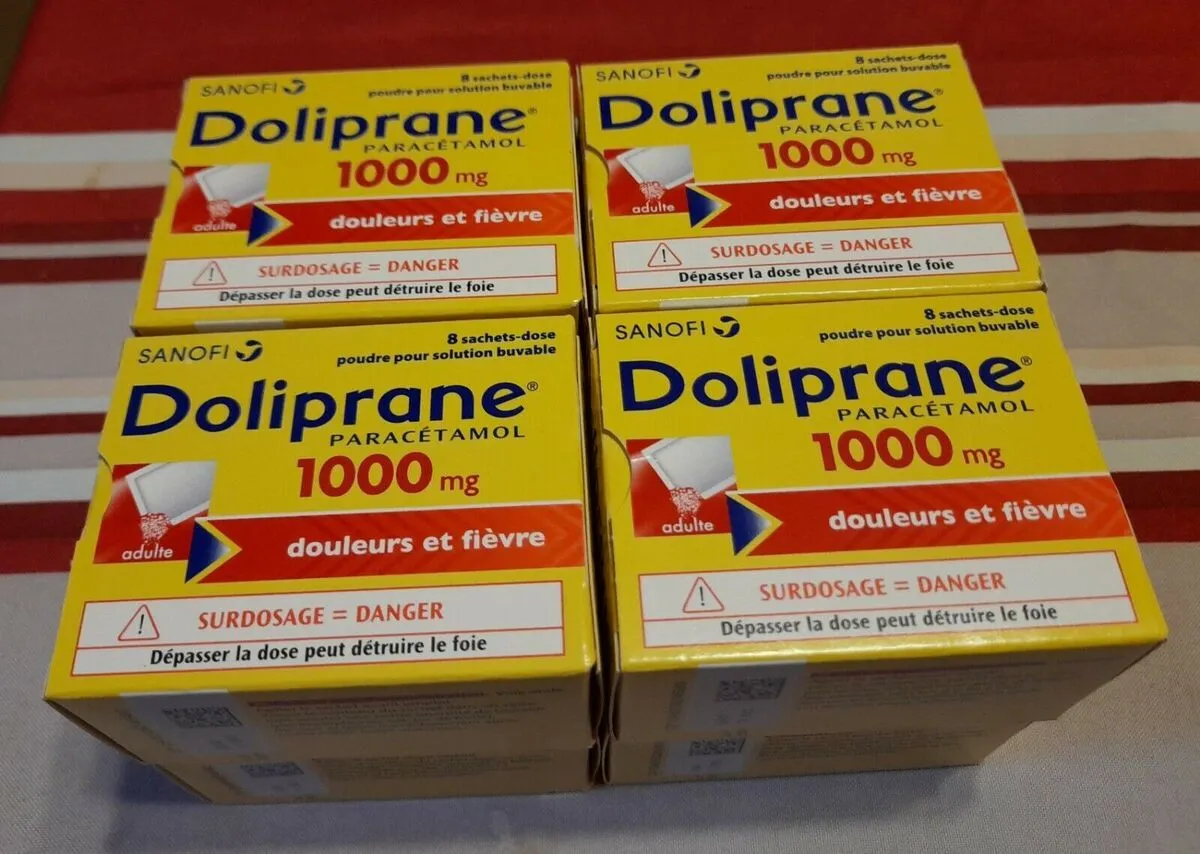 SANOFI
8 sachets-dose
poudre pour solution buvable
Doliprane®
PARACÉTAMOL
1000 mg
adulte
douleurs et fièvre
SURDOSAGE = DANGER
Dépasser la dose peut détruire le foie
SANOFI
8 sachets-dose
poudre pour solution buvable
Doliprane®
PARACÉTAMOL
1000 mg
adulte
douleurs et fièvre
SURDOSAGE = DANGER
Dépasser la dose peut détruire le foie
SANOFI
8 sachets-dose
poudre pour solution buvable
Doliprane®
PARACÉTAMOL
1000 mg
adulte
douleurs et fièvre
! SURDOSAGE = DANGER
Dépasser la dose peut détruire le foie
SANOFI
8 sachets-dose
poudre pour solution buvable
Doliprane®
PARACÉTAMOL
1000 mg
adulte
douleurs et fièvre
! SURDOSAGE = DANGER
Dépasser la dose peut détruire le foie